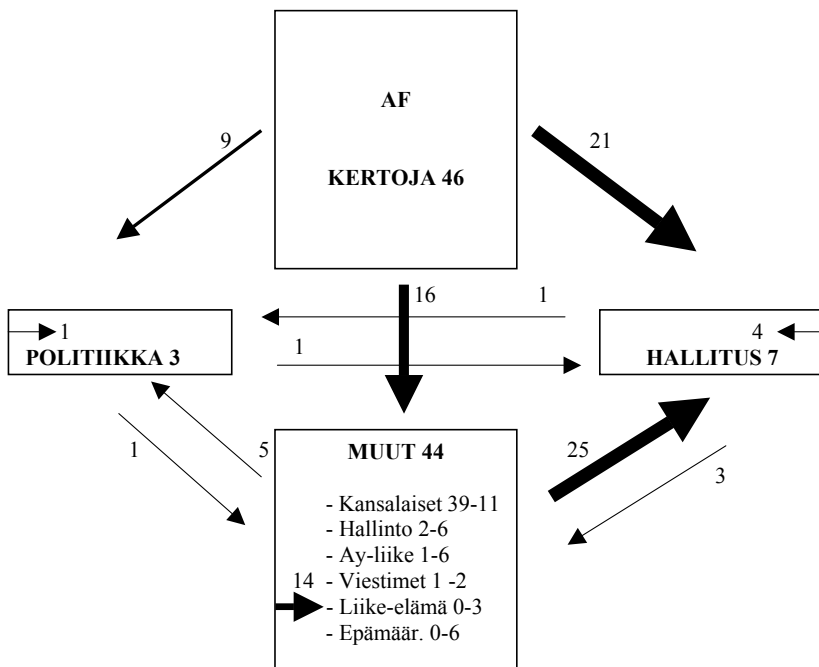 AF
9
21
KERTOJA 46
16
1
1
4
1
POLITIIKKA 3
HALLITUS 7
1
5
MUUT 44
25
3
- Kansalaiset 39-11
- Hallinto 2-6
- Ay-liike 1-6
14
- Viestimet 1 -2
- Liike-elämä 0-3
- Epämäär. 0-6